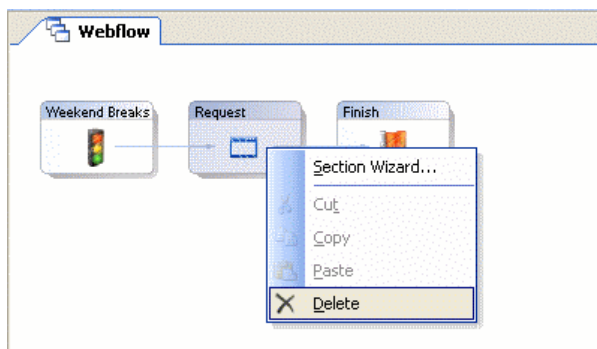 Webflow
Weekend Breaks
Request
Finish
Section Wizard...
Cut
Copy
Paste
Delete